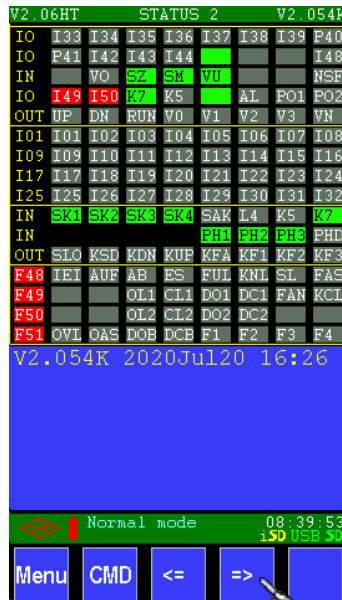 V2.06HT STATUS 2 V2.054K
IO I33 I34 I35 I36 I37 I38 I39 P40
IO P41 I42 I43 I44 I48
IN VO SZ SM VU NSF
IO I49 I50 K7 K5 AL PO1 PO2
OUT UP DN RUN V0 V1 V2 V3 VN
I01 I01 I02 I03 I04 I05 I06 I07 I08
I09 I09 I10 I11 I12 I13 I14 I15 I16
I17 I17 I18 I19 I20 I21 I22 I23 I24
I25 I25 I26 I27 I28 I29 I30 I31 I32
IN SK1 SK2 SK3 SK4 SAK L4 K5 K7
IN PH1 PH2 PH3 PHD
OUT SLO KSD KDN KUP KFA KF1 KF2 KF3
F48 IEI AUF AB ES FUL KNL SL FAS
F49 OL1 CL1 DO1 DC1 FAN KCL
F50 OL2 CL2 DO2 DC2
F51 OVL OAS DOB DCB F1 F2 F3 F4
V2.054K 2020Jul20 16:26
Normal mode 08:39:53
iSD USB SD
Menu CMD <= =>